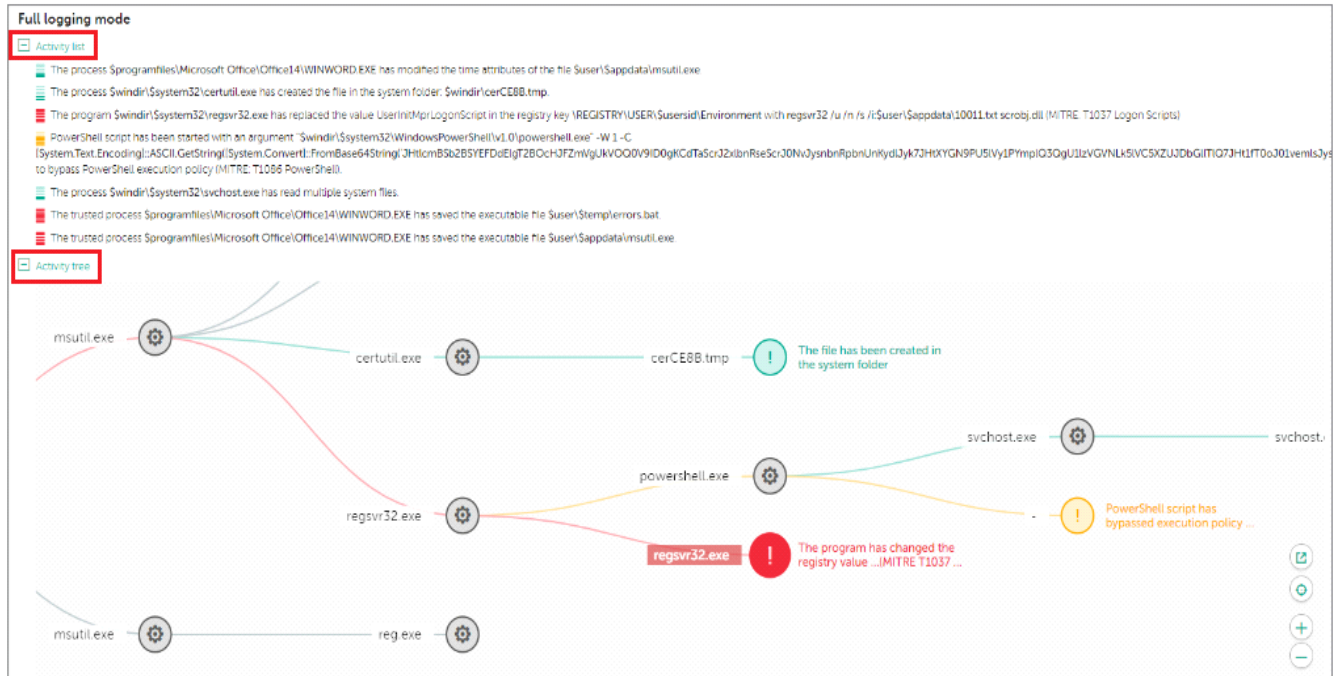 Full logging mode
Activity list
The process $programfiles\Microsoft Office\Office14\WINWORD.EXE has modified the time attributes of the file $user\$appdata\msutil.exe
The process $windir\$system32\certutil.exe has created the file in the system folder: $windir\cerCE8B.tmp.
The program $windir\$system32\regsvr32.exe has replaced the value UserInitMprLogonScript in the registry key \REGISTRY\USER\$usersid\Environment with regsvr32 /u /n /s /i:$user\$appdata\10011.txt scrobj.dll (MITRE: T1037 Logon Scripts)
PowerShell script has been started with an argument "$windir\$system32\WindowsPowerShell\v1.0\powershell.exe" -W 1 -C
[System.Text.Encoding]::ASCII.GetString([System.Convert]::FromBase64String(
to bypass PowerShell execution policy (MITRE: T1086 PowerShell).
The process $windir\$system32\svchost.exe has read multiple system files.
The trusted process $programfiles\Microsoft Office\Office14\WINWORD.EXE has saved the executable file $user\$temp\errors.bat.
The trusted process $programfiles\Microsoft Office\Office14\WINWORD.EXE has saved the executable file $user\$appdata\msutil.exe
Activity tree
msutil.exe
certutil.exe
cerCE8B.tmp
The file has been created in
the system folder
svchost.exe
svchost.
powershell.exe
regsvr32.exe
-
PowerShell script has
bypassed execution policy ...
regsvr32.exe
The program has changed the
registry value ...(MITRE T1037 ...
msutil.exe
reg.exe